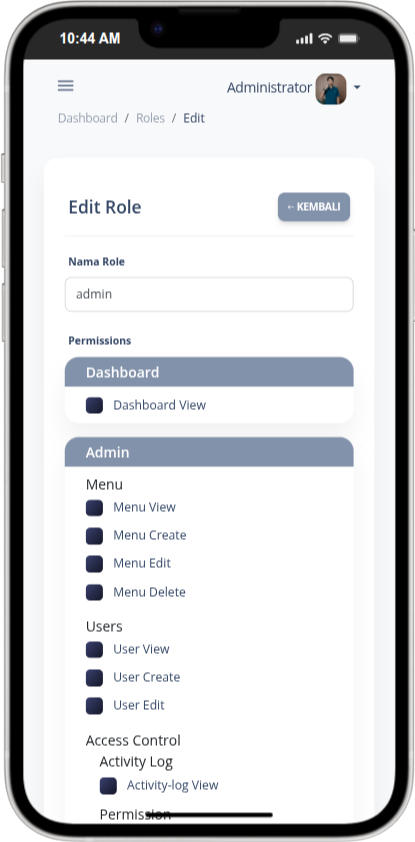 10:44 AM
Administrator
Dashboard / Roles / Edit
Edit Role
← KEMBALI
Nama Role
admin
Permissions
Dashboard
Dashboard View
Admin
Menu
Menu View
Menu Create
Menu Edit
Menu Delete
Users
User View
User Create
User Edit
Access Control
Activity Log
Activity-log View
Permission